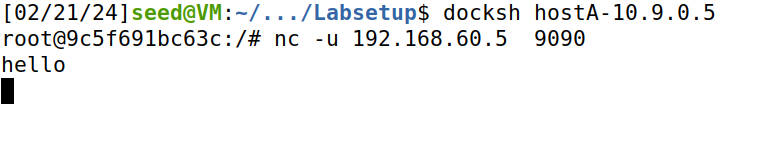 [02/21/24]seed@VM:~/.../Labsetup$ docksh hostA-10.9.0.5
root@9c5f691bc63c:/# nc -u 192.168.60.5  9090
hello